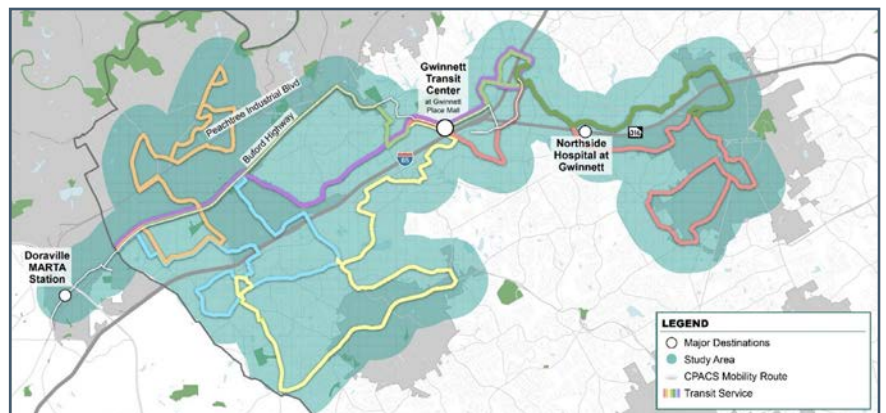 Peachtree Industrial Blvd
Buford Highway
Gwinnett
Transit
Center
at Gwinnett
Place Mall
85
Northside
Hospital at
Gwinnett
316
Doraville
MARTA
Station
LEGEND
Major Destinations
Study Area
CPACS Mobility Route
Transit Service